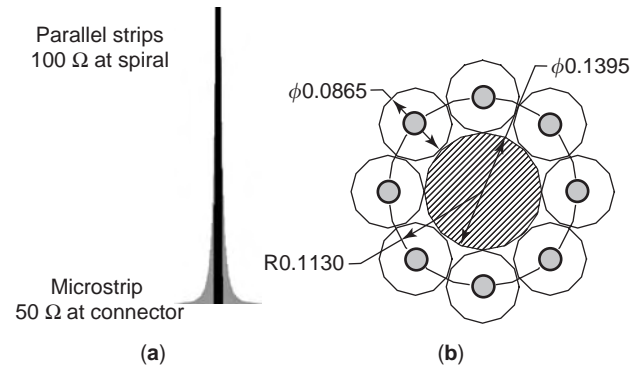 Parallel strips
100 Ω at spiral
Microstrip
50 Ω at connector
(a)
ϕ0.0865
ϕ0.1395
R0.1130
(b)